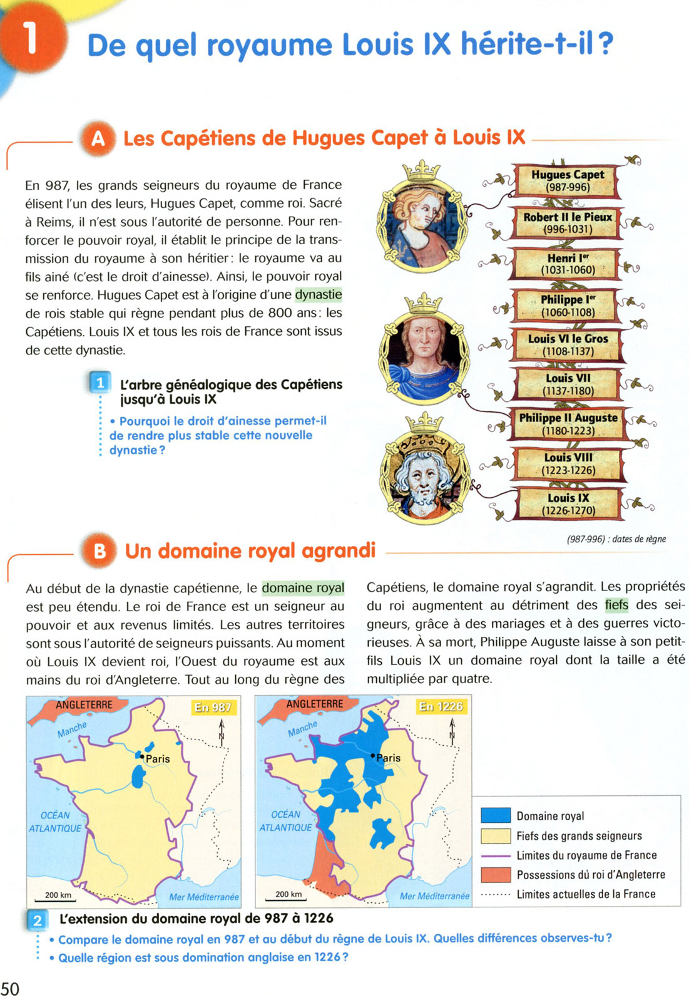 1
De quel royaume Louis IX hérite-t-il ?
A Les Capétiens de Hugues Capet à Louis IX
En 987, les grands seigneurs du royaume de France
élisent l'un des leurs, Hugues Capet, comme roi. Sacré
à Reims, il n'est sous l'autorité de personne. Pour ren-
forcer le pouvoir royal, il établit le principe de la trans-
mission du royaume à son héritier : le royaume va au
fils ainé (c'est le droit d'ainesse). Ainsi, le pouvoir royal
se renforce. Hugues Capet est à l'origine d'une dynastie
de rois stable qui règne pendant plus de 800 ans : les
Capétiens. Louis IX et tous les rois de France sont issus
de cette dynastie.
1 L'arbre généalogique des Capétiens
jusqu'à Louis IX
• Pourquoi le droit d'ainesse permet-il
de rendre plus stable cette nouvelle
dynastie ?
Hugues Capet
(987-996)
Robert II le Pieux
(996-1031)
Henri Ier
(1031-1060)
Philippe Ier
(1060-1108)
Louis VI le Gros
(1108-1137)
Louis VII
(1137-1180)
Philippe II Auguste
(1180-1223)
Louis VIII
(1223-1226)
Louis IX
(1226-1270)
(987-996) : dates de règne
B Un domaine royal agrandi
Au début de la dynastie capétienne, le domaine royal
est peu étendu. Le roi de France est un seigneur au
pouvoir et aux revenus limités. Les autres territoires
sont sous l'autorité de seigneurs puissants. Au moment
où Louis IX devient roi, l'Ouest du royaume est aux
mains du roi d'Angleterre. Tout au long du règne des
Capétiens, le domaine royal s'agrandit. Les propriétés
du roi augmentent au détriment des fiefs des sei-
gneurs, grâce à des mariages et à des guerres victo-
rieuses. À sa mort, Philippe Auguste laisse à son petit-
fils Louis IX un domaine royal dont la taille a été
multipliée par quatre.
ANGLETERRE
En 987
Manche
N
Paris
OCÉAN
ATLANTIQUE
200 km
Mer Méditerranée
ANGLETERRE
En 1226
Manche
N
Paris
OCÉAN
ATLANTIQUE
200 km
Mer Méditerranée
Domaine royal
Fiefs des grands seigneurs
Limites du royaume de France
Possessions du roi d'Angleterre
Limites actuelles de la France
2 L'extension du domaine royal de 987 à 1226
• Compare le domaine royal en 987 et au début du règne de Louis IX. Quelles différences observes-tu ?
• Quelle région est sous domination anglaise en 1226 ?
50